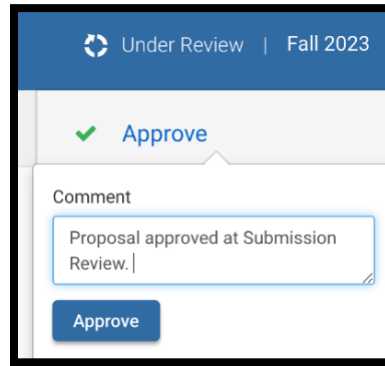 Under Review | Fall 2023
Approve
Comment
Proposal approved at Submission
Review.
Approve